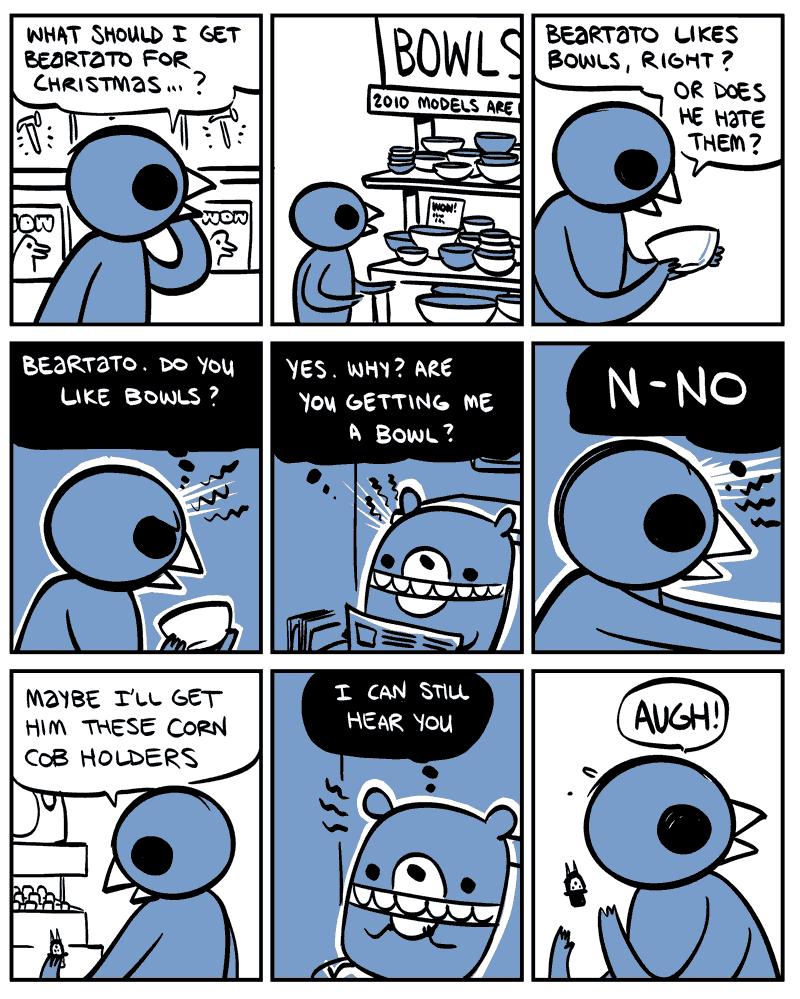 WHAT SHOULD I GET
BEARTATO FOR
CHRISTMAS... ?
WOW
WOW
BOWLS
2010 MODELS ARE
WOW!
BEARTATO LIKES
BOWLS, RIGHT?
OR DOES
HE HATE
THEM?
BEARTATO. DO YOU
LIKE BOWLS?
YES. WHY? ARE
YOU GETTING ME
A BOWL?
N-NO
MAYBE I'LL GET
HIM THESE CORN
COB HOLDERS
I CAN STILL
HEAR YOU
AUGH!